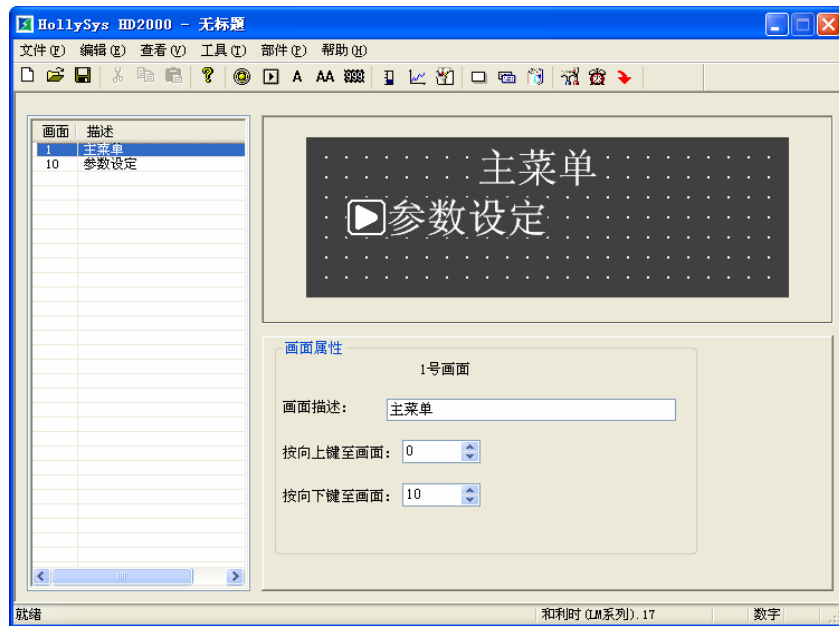 HollySys HD2000 - 无标题
文件(F) 编辑(E) 查看(V) 工具(T) 部件(P) 帮助(H)
A AA
画面 描述
1 主菜单
10 参数设定
主菜单
参数设定
画面属性
1号画面
画面描述: 主菜单
按向上键至画面: 0
按向下键至画面: 10
就绪 和利时(LM系列).17 数字